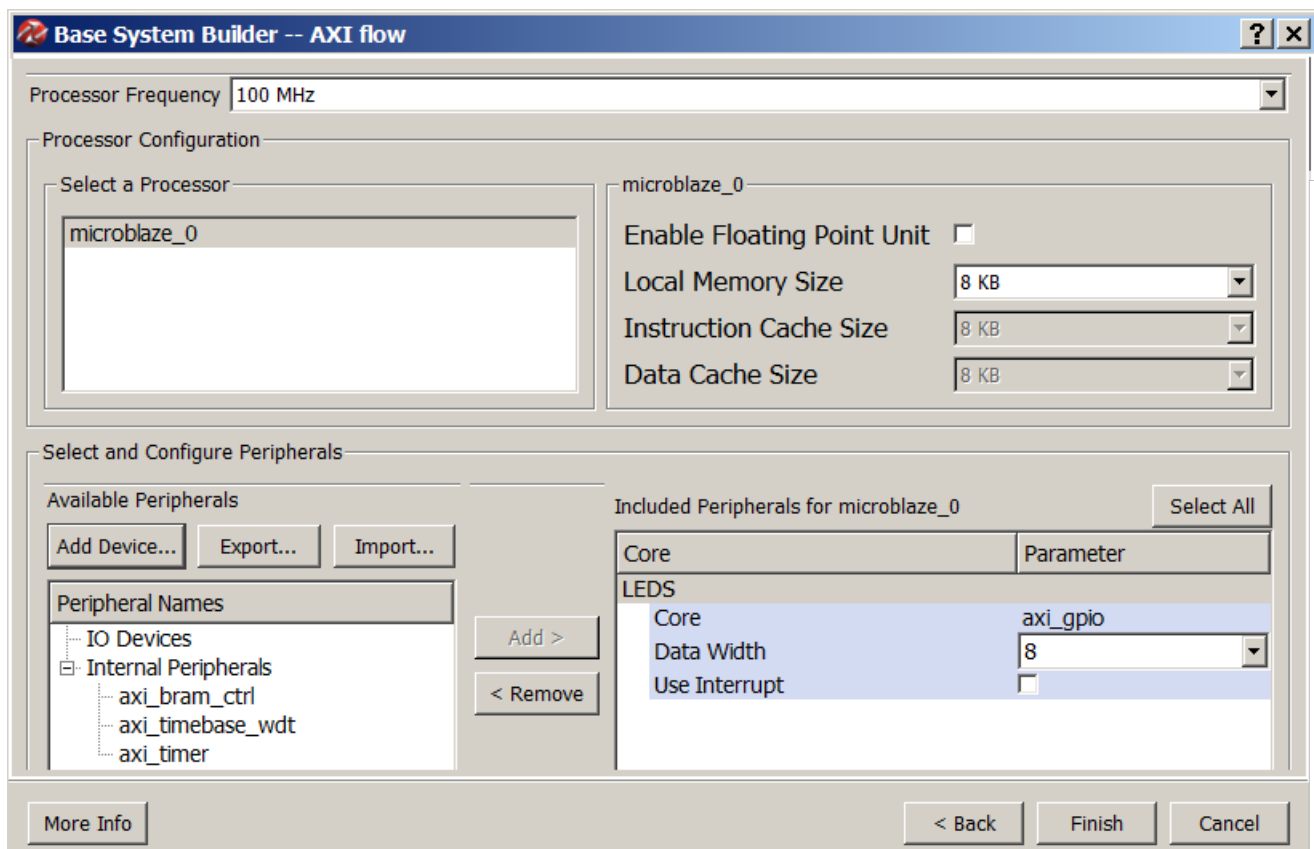 Base System Builder -- AXI flow
Processor Frequency 100 MHz
Processor Configuration
Select a Processor
microblaze_0
microblaze_0
Enable Floating Point Unit
Local Memory Size 8 KB
Instruction Cache Size 8 KB
Data Cache Size 8 KB
Select and Configure Peripherals
Available Peripherals
Add Device... Export... Import...
Peripheral Names
IO Devices
Internal Peripherals
axi_bram_ctrl
axi_timebase_wdt
axi_timer
Add >
< Remove
Included Peripherals for microblaze_0 Select All
Core Parameter
LEDS
Core axi_gpio
Data Width 8
Use Interrupt
More Info < Back Finish Cancel